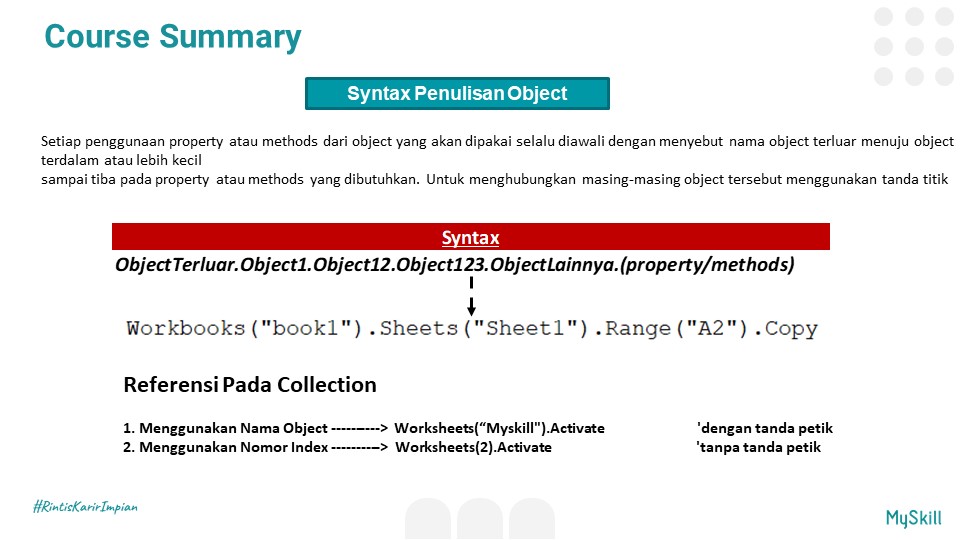 Course Summary
Syntax Penulisan Object
Setiap penggunaan property atau methods dari object yang akan dipakai selalu diawali dengan menyebut nama object terluar menuju object
terdalam atau lebih kecil
sampai tiba pada property atau methods yang dibutuhkan. Untuk menghubungkan masing-masing object tersebut menggunakan tanda titik
Syntax
ObjectTerluar.Object1.Object12.Object123.ObjectLainnya.(property/methods)
Workbooks("book1").Sheets("Sheet1").Range("A2").Copy
Referensi Pada Collection
1. Menggunakan Nama Object ----------> Worksheets(“Myskill").Activate 'dengan tanda petik
2. Menggunakan Nomor Index ----------> Worksheets(2).Activate 'tanpa tanda petik
#RintisKarirImpian
MySkill